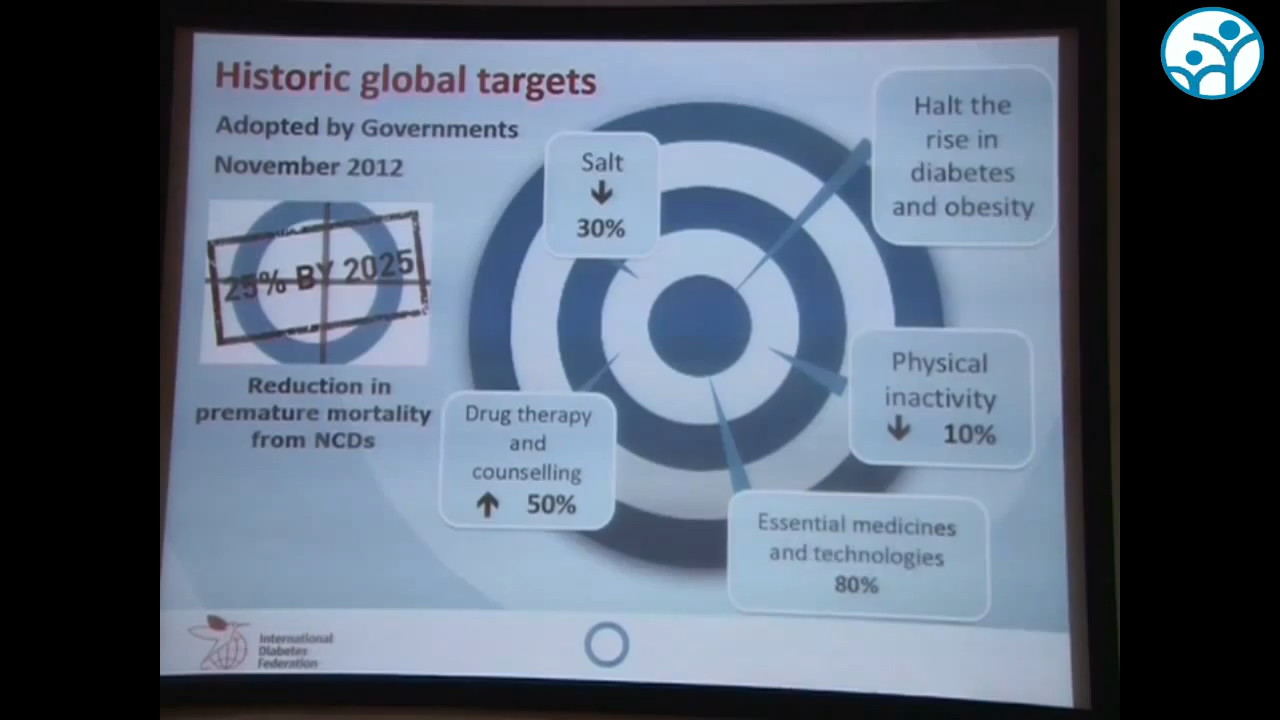 Historic global targets
Adopted by Governments
November 2012
25% BY 2025
Reduction in
premature mortality
from NCDs
Salt
↓
30%
Halt the
rise in
diabetes
and obesity
Physical
inactivity
↓ 10%
Drug therapy
and
counselling
↑ 50%
Essential medicines
and technologies
80%
International
Diabetes
Federation